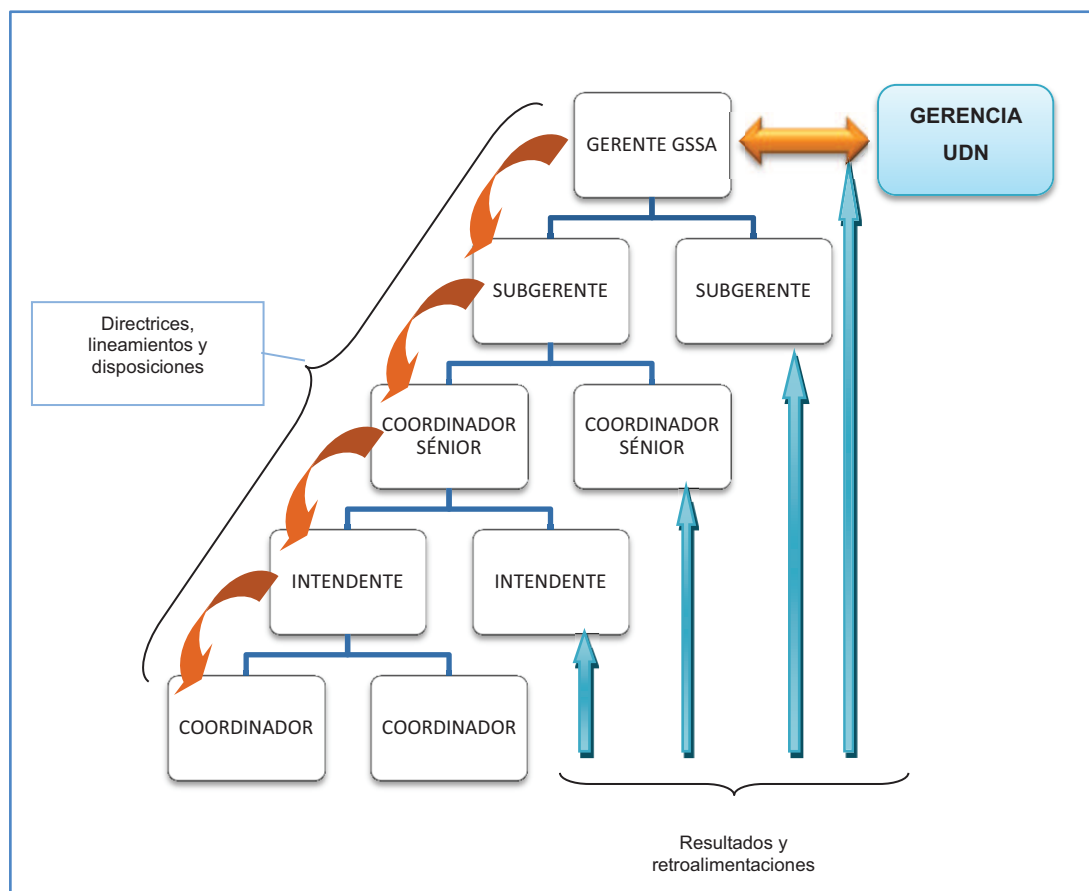 GERENTE GSSA
GERENCIA
UDN
SUBGERENTE
SUBGERENTE
Directrices,
lineamientos y
disposiciones
COORDINADOR
SÉNIOR
COORDINADOR
SÉNIOR
INTENDENTE
INTENDENTE
COORDINADOR
COORDINADOR
Resultados y
retroalimentaciones